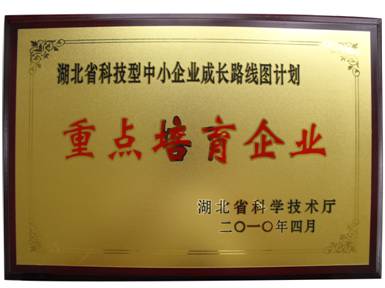 湖北省科技型中小企业成长路线图计划
重点培育企业
湖北省科学技术厅
二〇一〇年四月